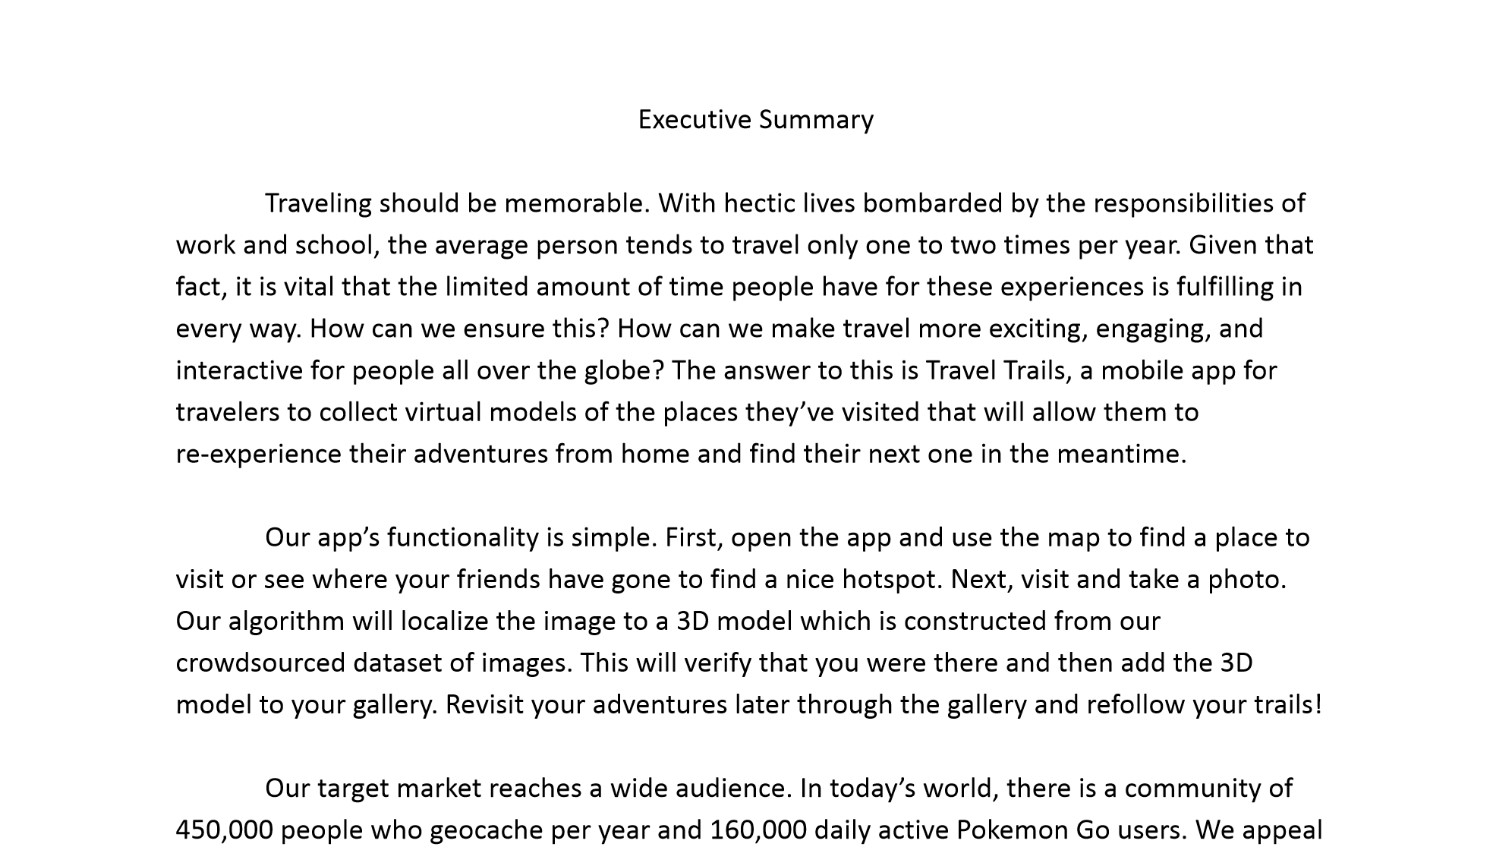 Executive Summary
Traveling should be memorable. With hectic lives bombarded by the responsibilities of
work and school, the average person tends to travel only one to two times per year. Given that
fact, it is vital that the limited amount of time people have for these experiences is fulfilling in
every way. How can we ensure this? How can we make travel more exciting, engaging, and
interactive for people all over the globe? The answer to this is Travel Trails, a mobile app for
travelers to collect virtual models of the places they’ve visited that will allow them to
re-experience their adventures from home and find their next one in the meantime.
Our app’s functionality is simple. First, open the app and use the map to find a place to
visit or see where your friends have gone to find a nice hotspot. Next, visit and take a photo.
Our algorithm will localize the image to a 3D model which is constructed from our
crowdsourced dataset of images. This will verify that you were there and then add the 3D
model to your gallery. Revisit your adventures later through the gallery and refollow your trails!
Our target market reaches a wide audience. In today’s world, there is a community of
450,000 people who geocache per year and 160,000 daily active Pokemon Go users. We appeal